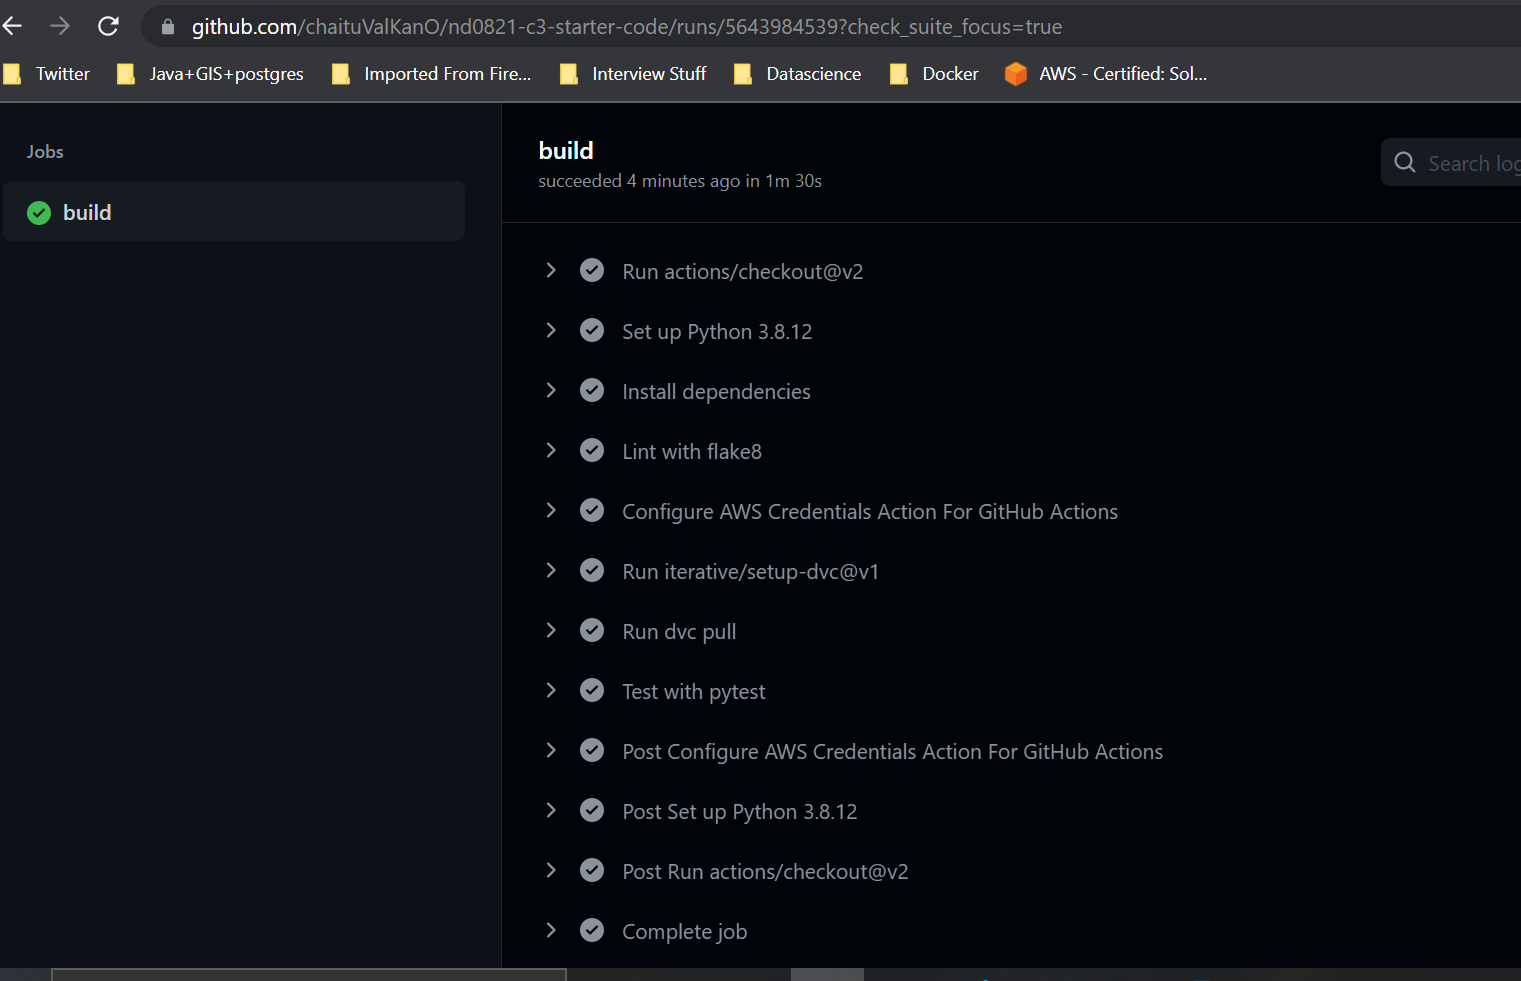 github.com/chaituValKanO/nd0821-c3-starter-code/runs/5643984539?check_suite_focus=true
Twitter Java+GIS+postgres Imported From Fire... Interview Stuff Datascience Docker AWS - Certified: Sol...
Jobs
build
build
succeeded 4 minutes ago in 1m 30s
Search log
Run actions/checkout@v2
Set up Python 3.8.12
Install dependencies
Lint with flake8
Configure AWS Credentials Action For GitHub Actions
Run iterative/setup-dvc@v1
Run dvc pull
Test with pytest
Post Configure AWS Credentials Action For GitHub Actions
Post Set up Python 3.8.12
Post Run actions/checkout@v2
Complete job